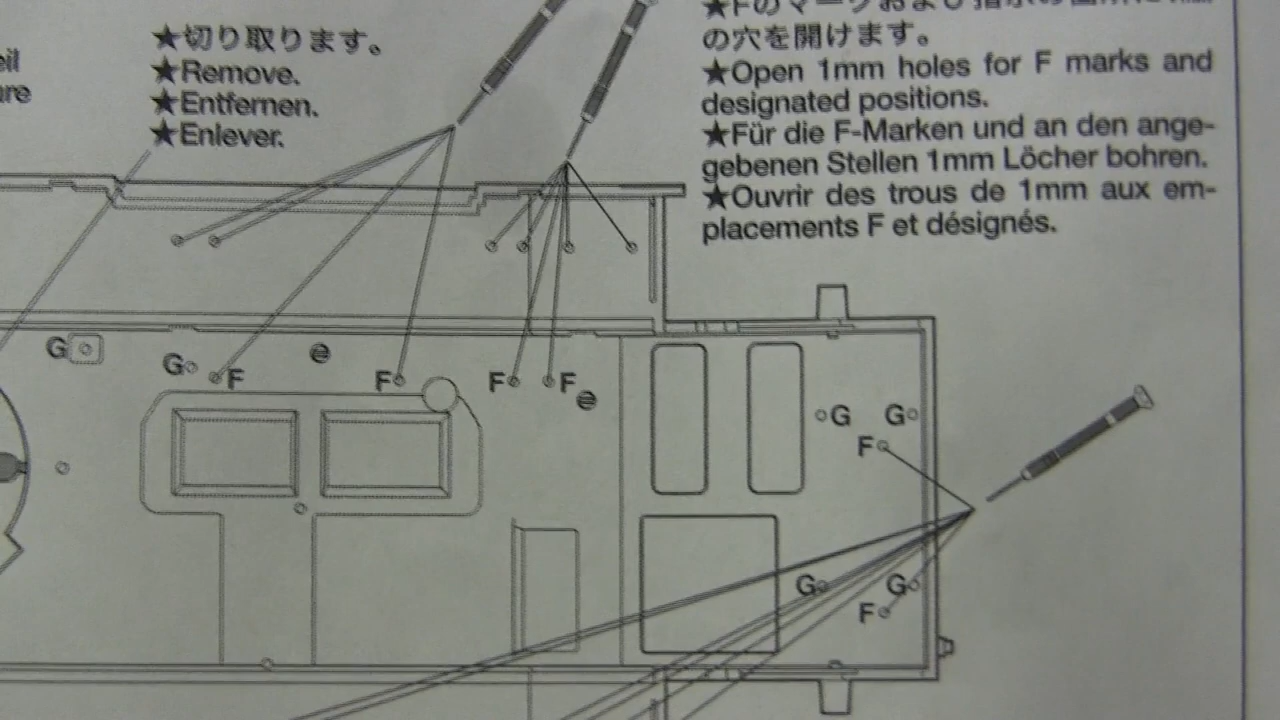 eil
are
★切り取ります。
★Remove.
★Entfernen.
★Enlever.
の穴を開けます。
★Open 1mm holes for F marks and
designated positions.
★Für die F-Marken und an den ange-
gebenen Stellen 1mm Löcher bohren.
★Ouvrir des trous de 1mm aux em-
placements F et désignés.
G
G
F
F
F
F
G
G
F
G
G
F